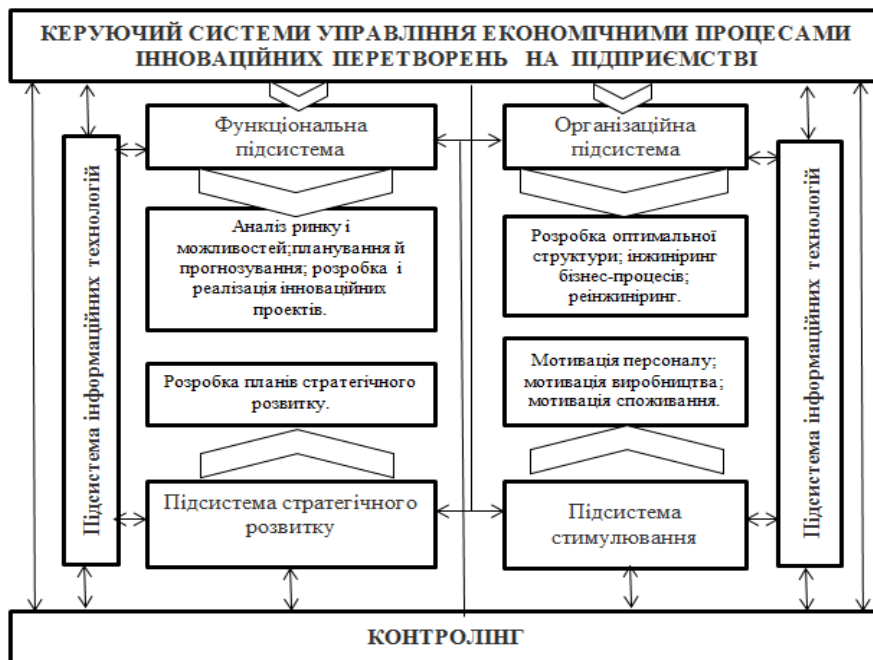 КЕРУЮЧИЙ СИСТЕМИ УПРАВЛІННЯ ЕКОНОМІЧНИМИ ПРОЦЕСАМИ
ІННОВАЦІЙНИХ ПЕРЕТВОРЕНЬ НА ПІДПРИЄМСТВІ
Функціональна
підсистема
Організаційна
підсистема
Підсистема інформаційних технологій
Аналіз ринку і
можливостей;планування й
прогнозування; розробка і
реалізація інноваційних
проектів.
Розробка оптимальної
структури; інжиніринг
бізнес-процесів;
реінжиніринг.
Підсистема інформаційних технологій
Розробка планів стратегічного
розвитку.
Мотивація персоналу;
мотивація виробництва;
мотивація споживання.
Підсистема стратегічного
розвитку
Підсистема
стимулювання
КОНТРОЛІНГ